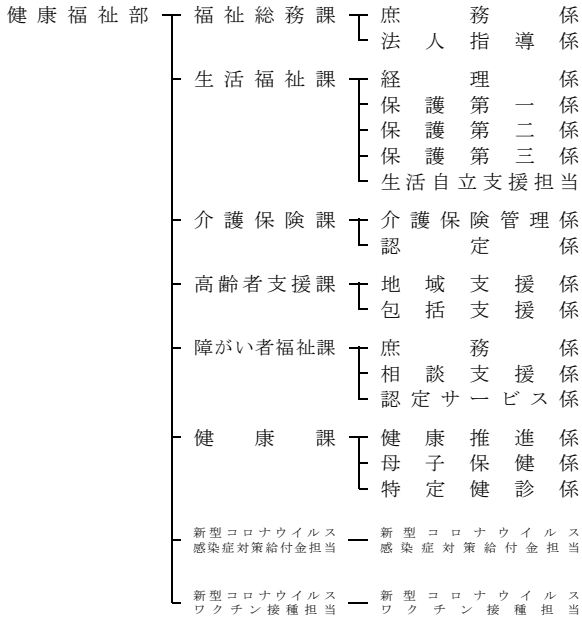 健康福祉部 福祉総務課 庶務係
法人指導係
生活福祉課 経理係
保護第一係
保護第二係
保護第三係
生活自立支援担当
介護保険課 介護保険管理係
認定係
高齢者支援課 地域支援係
包括支援係
障がい者福祉課 庶務係
相談支援係
認定サービス係
健康課 健康推進係
母子保健係
特定健診係
新型コロナウイルス 新型コロナウイルス
感染症対策給付金担当 感染症対策給付金担当
新型コロナウイルス 新型コロナウイルス
ワクチン接種担当 ワクチン接種担当